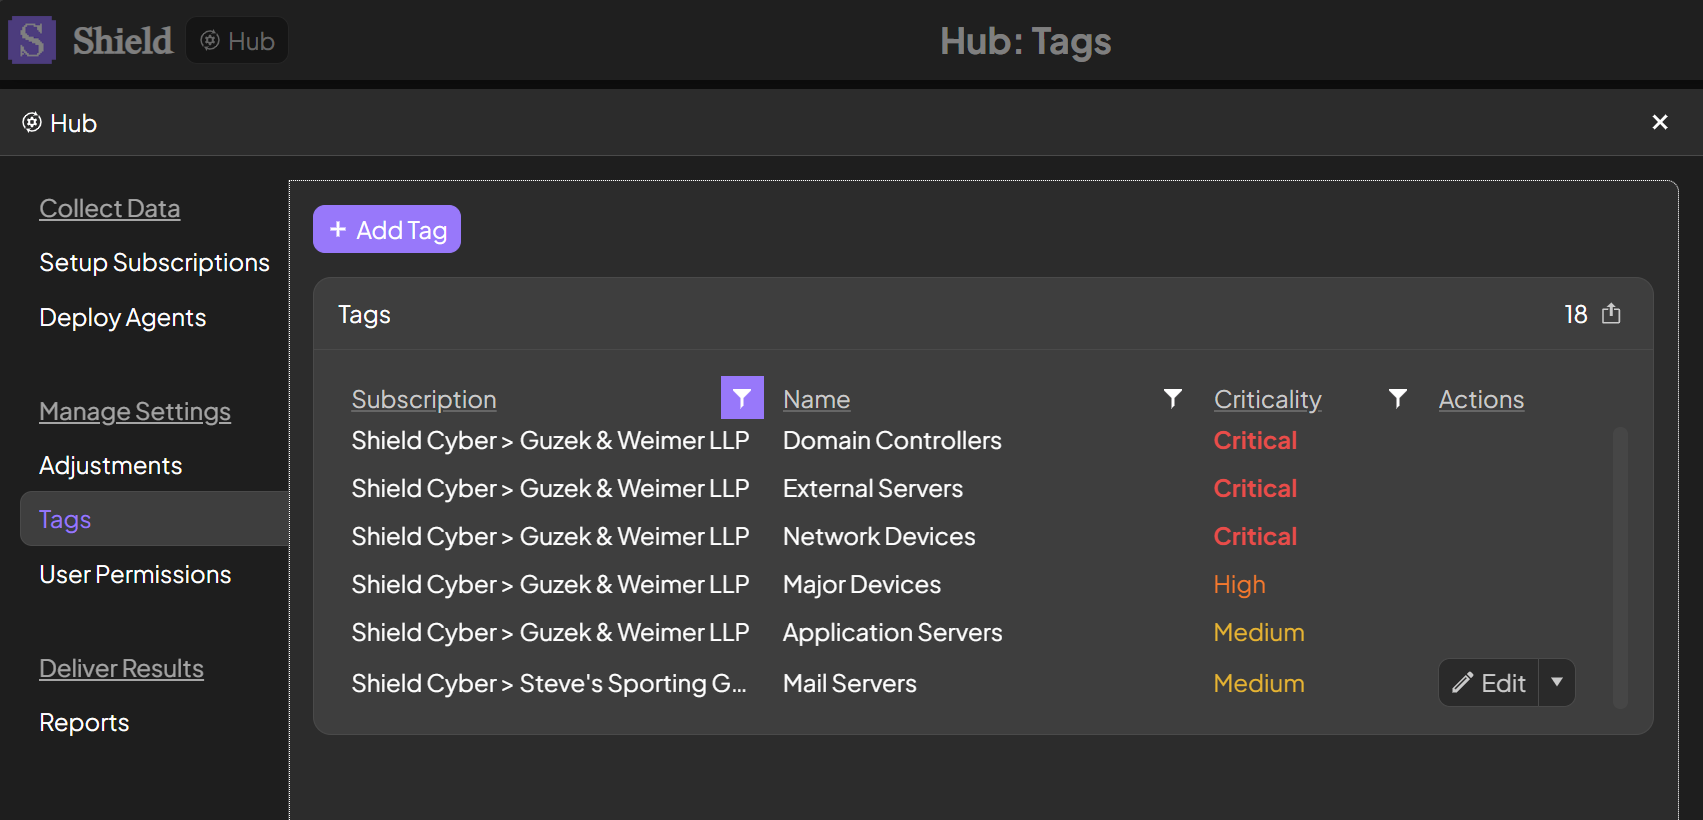 S Shield Hub Hub: Tags
Hub
Collect Data
Setup Subscriptions
Deploy Agents
Manage Settings
Adjustments
Tags
User Permissions
Deliver Results
Reports
+ Add Tag
Tags 18
Subscription Name Criticality Actions
Shield Cyber > Guzek & Weimer LLP Domain Controllers Critical
Shield Cyber > Guzek & Weimer LLP External Servers Critical
Shield Cyber > Guzek & Weimer LLP Network Devices Critical
Shield Cyber > Guzek & Weimer LLP Major Devices High
Shield Cyber > Guzek & Weimer LLP Application Servers Medium
Shield Cyber > Steve's Sporting G... Mail Servers Medium Edit